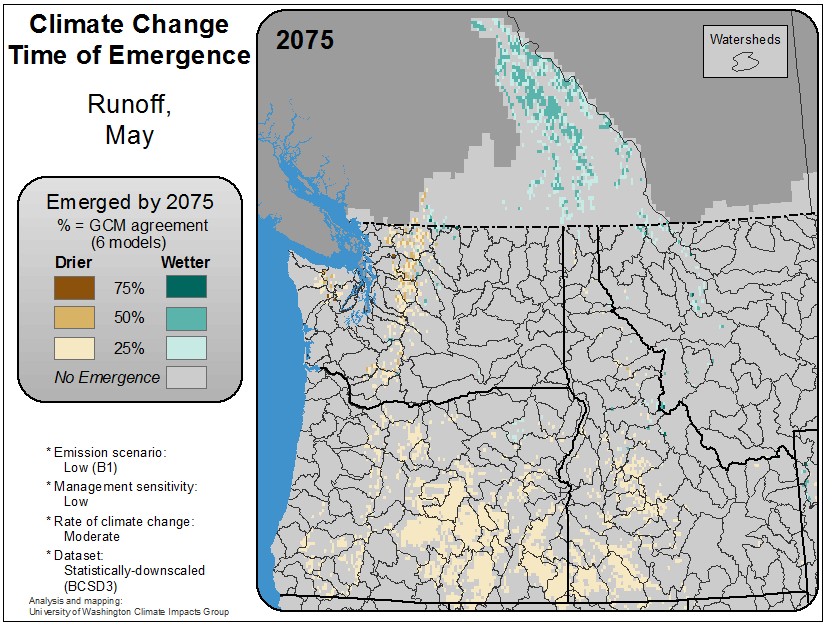 Climate Change
Time of Emergence
Runoff,
May
Emerged by 2075
% = GCM agreement
(6 models)
Drier
Wetter
75%
50%
25%
No Emergence
* Emission scenario:
Low (B1)
* Management sensitivity:
Low
* Rate of climate change:
Moderate
* Dataset:
Statistically-downscaled
(BCSD3)
Analysis and mapping:
University of Washington Climate Impacts Group
2075
Watersheds